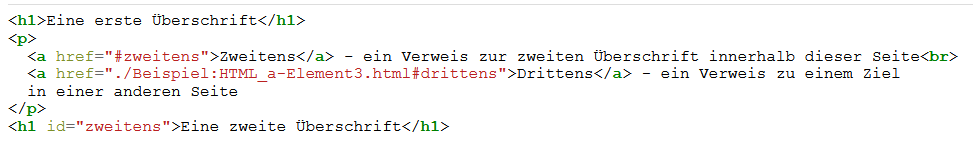 <h1>Eine erste Überschrift</h1>
<p>
  <a href="#zweitens">Zweitens</a> – ein Verweis zur zweiten Überschrift innerhalb dieser Seite<br>
  <a href="./Beispiel:HTML_a-Element3.html#drittens">Drittens</a> – ein Verweis zu einem Ziel
  in einer anderen Seite
</p>
<h1 id="zweitens">Eine zweite Überschrift</h1>